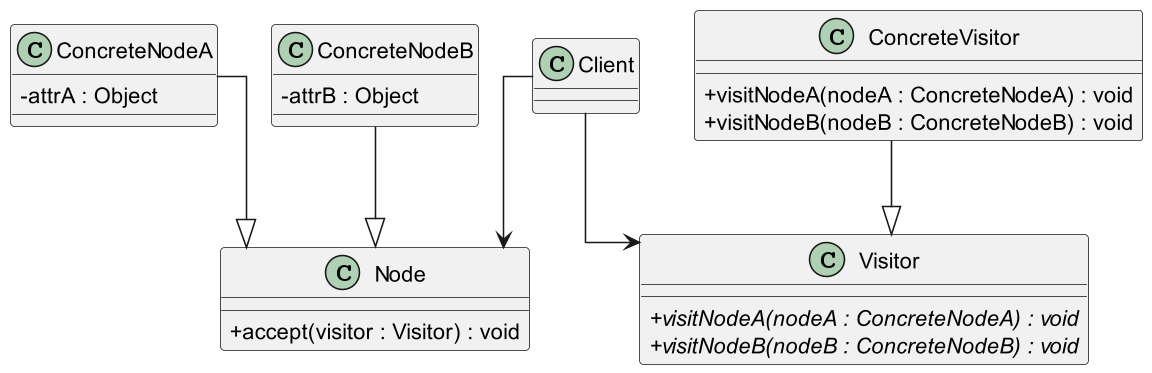 C ConcreteNodeA
-attrA : Object
C ConcreteNodeB
-attrB : Object
C Client
C ConcreteVisitor
+visitNodeA(nodeA : ConcreteNodeA) : void
+visitNodeB(nodeB : ConcreteNodeB) : void
C Node
+accept(visitor : Visitor) : void
C Visitor
+visitNodeA(nodeA : ConcreteNodeA) : void
+visitNodeB(nodeB : ConcreteNodeB) : void